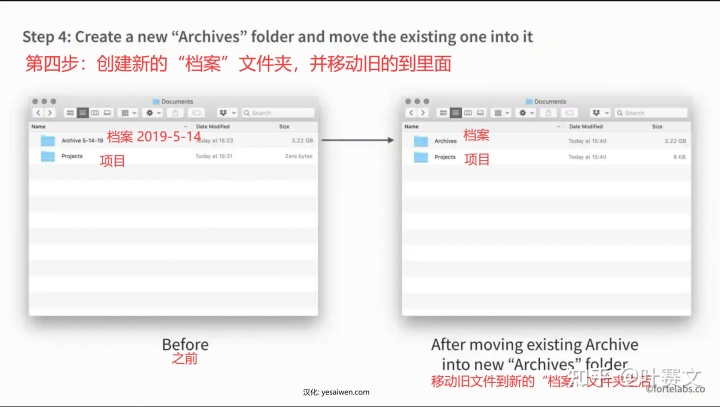 Step 4: Create a new “Archives” folder and move the existing one into it
第四步：创建新的“档案”文件夹，并移动旧的到里面
Documents
Search
Name Date Modified Size
Archive 5-14-19 档案 2019-5-14 Today at 15:23 3.22 GB
Projects 项目 Today at 15:31 Zero bytes
Documents
Search
Name Date Modified Size
Archives 档案 Today at 15:40 3.22 GB
Projects 项目 Today at 15:40 8 KB
Before
之前
After moving existing Archive
into new “Archives” folder
移动旧文件到新的“档案”文件夹之后
知乎 @叶赛文
©fortelabs.co
汉化: yesaiwen.com